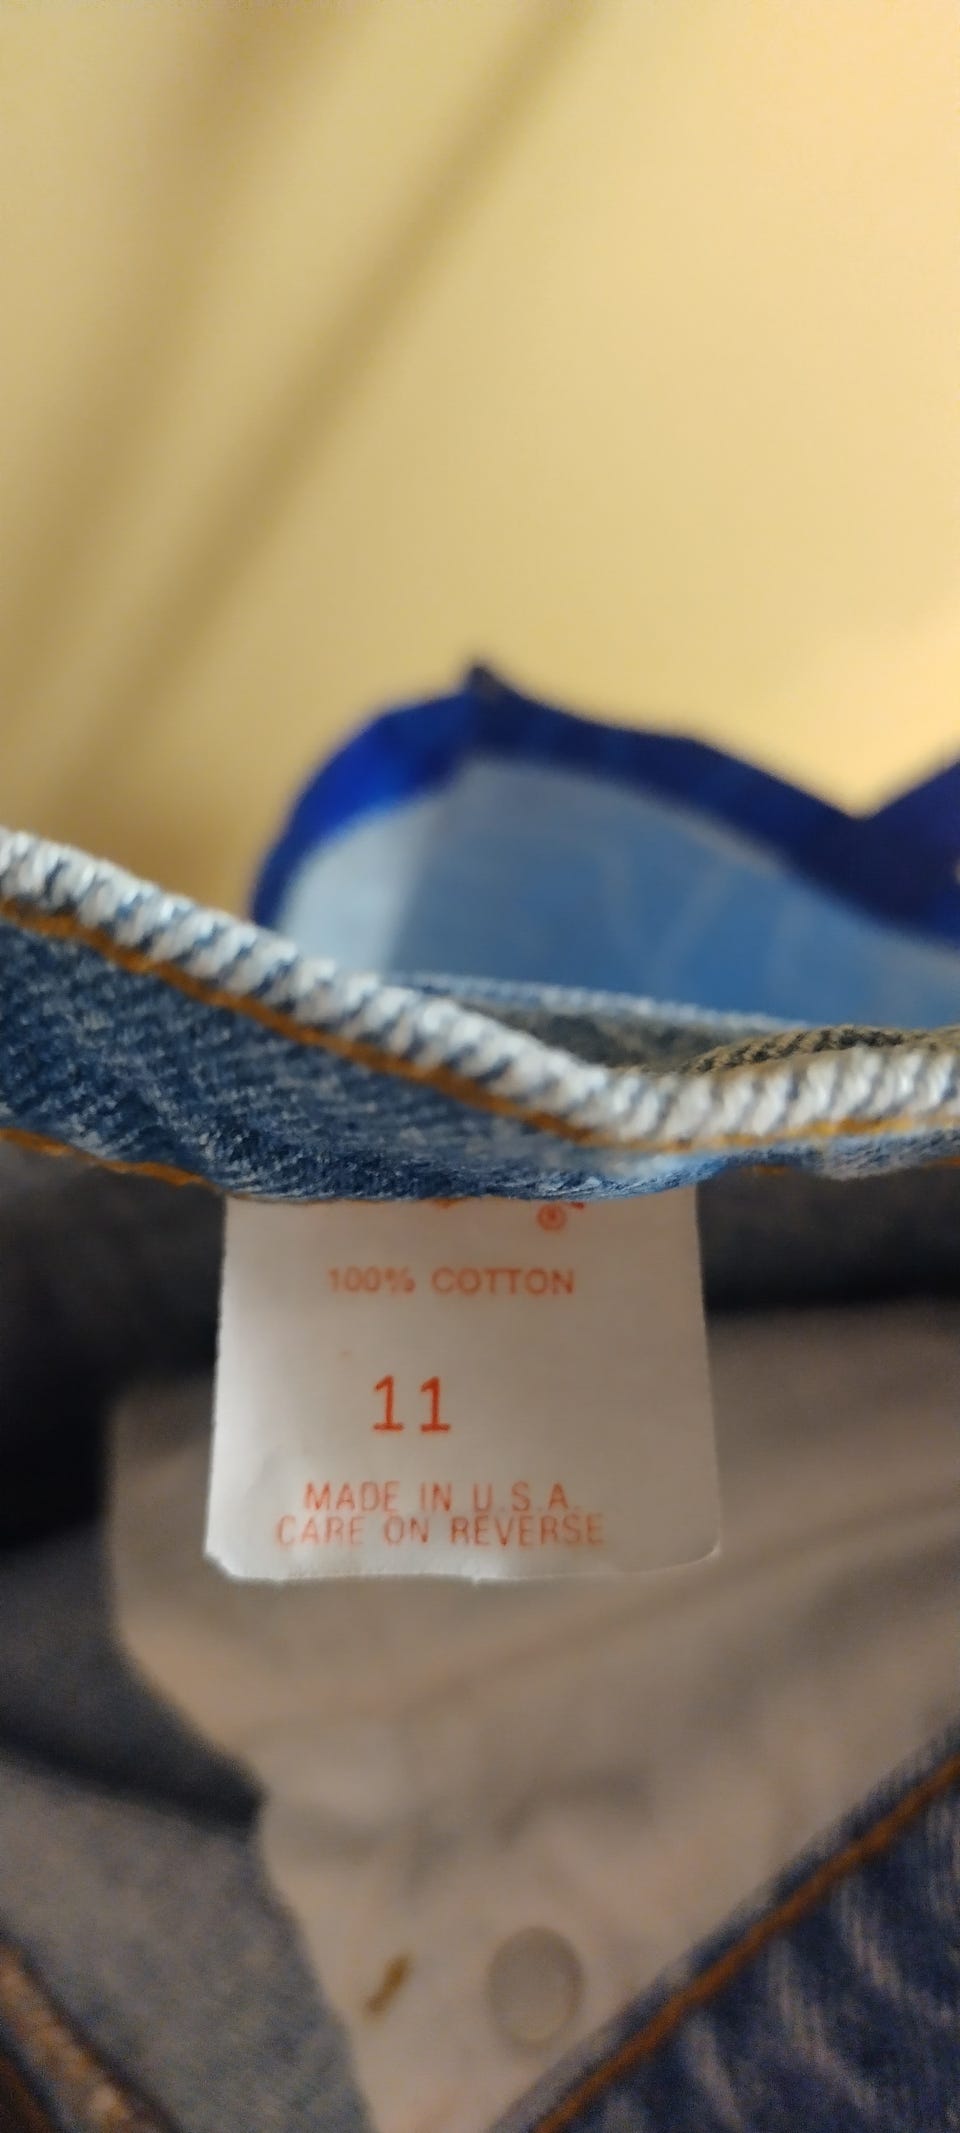 ®
100% COTTON
11
MADE IN U.S.A.
CARE ON REVERSE